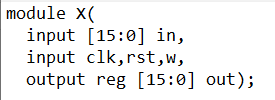 module X(
  input [15:0] in,
  input clk,rst,w,
  output reg [15:0] out);